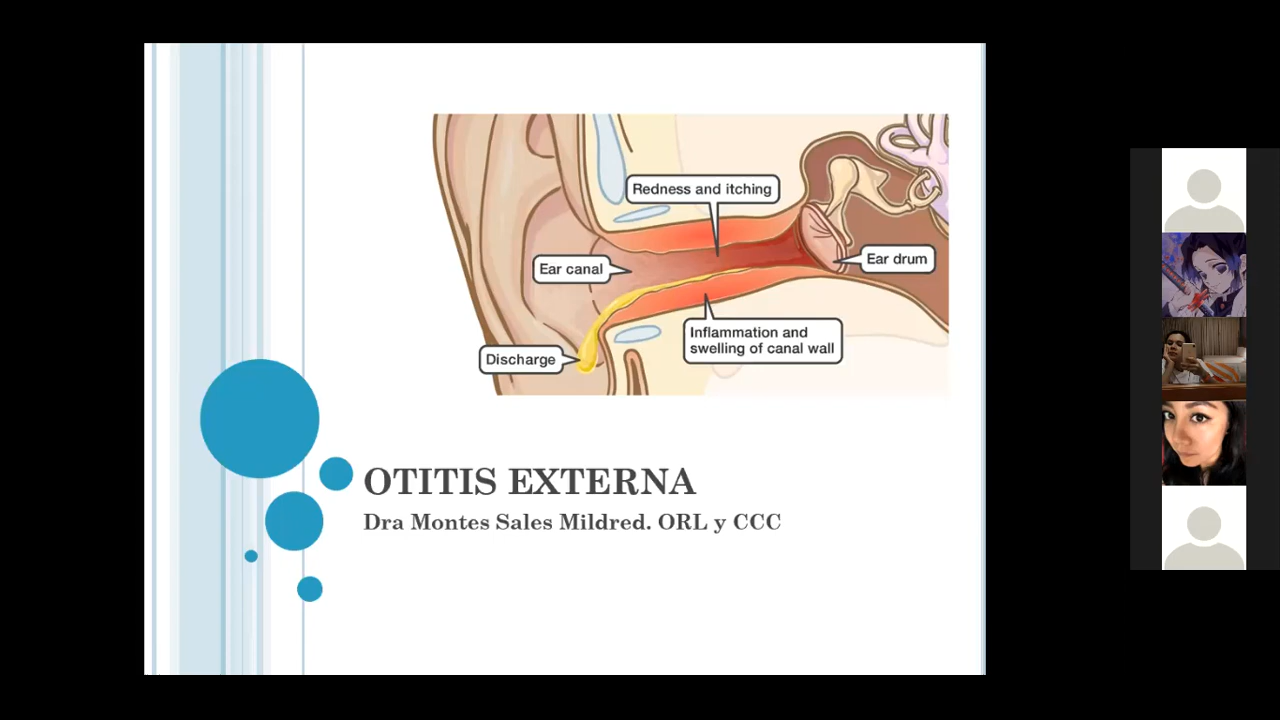 Redness and itching
Ear canal
Ear drum
Inflammation and
swelling of canal wall
Discharge
OTITIS EXTERNA
Dra Montes Sales Mildred. ORL y CCC